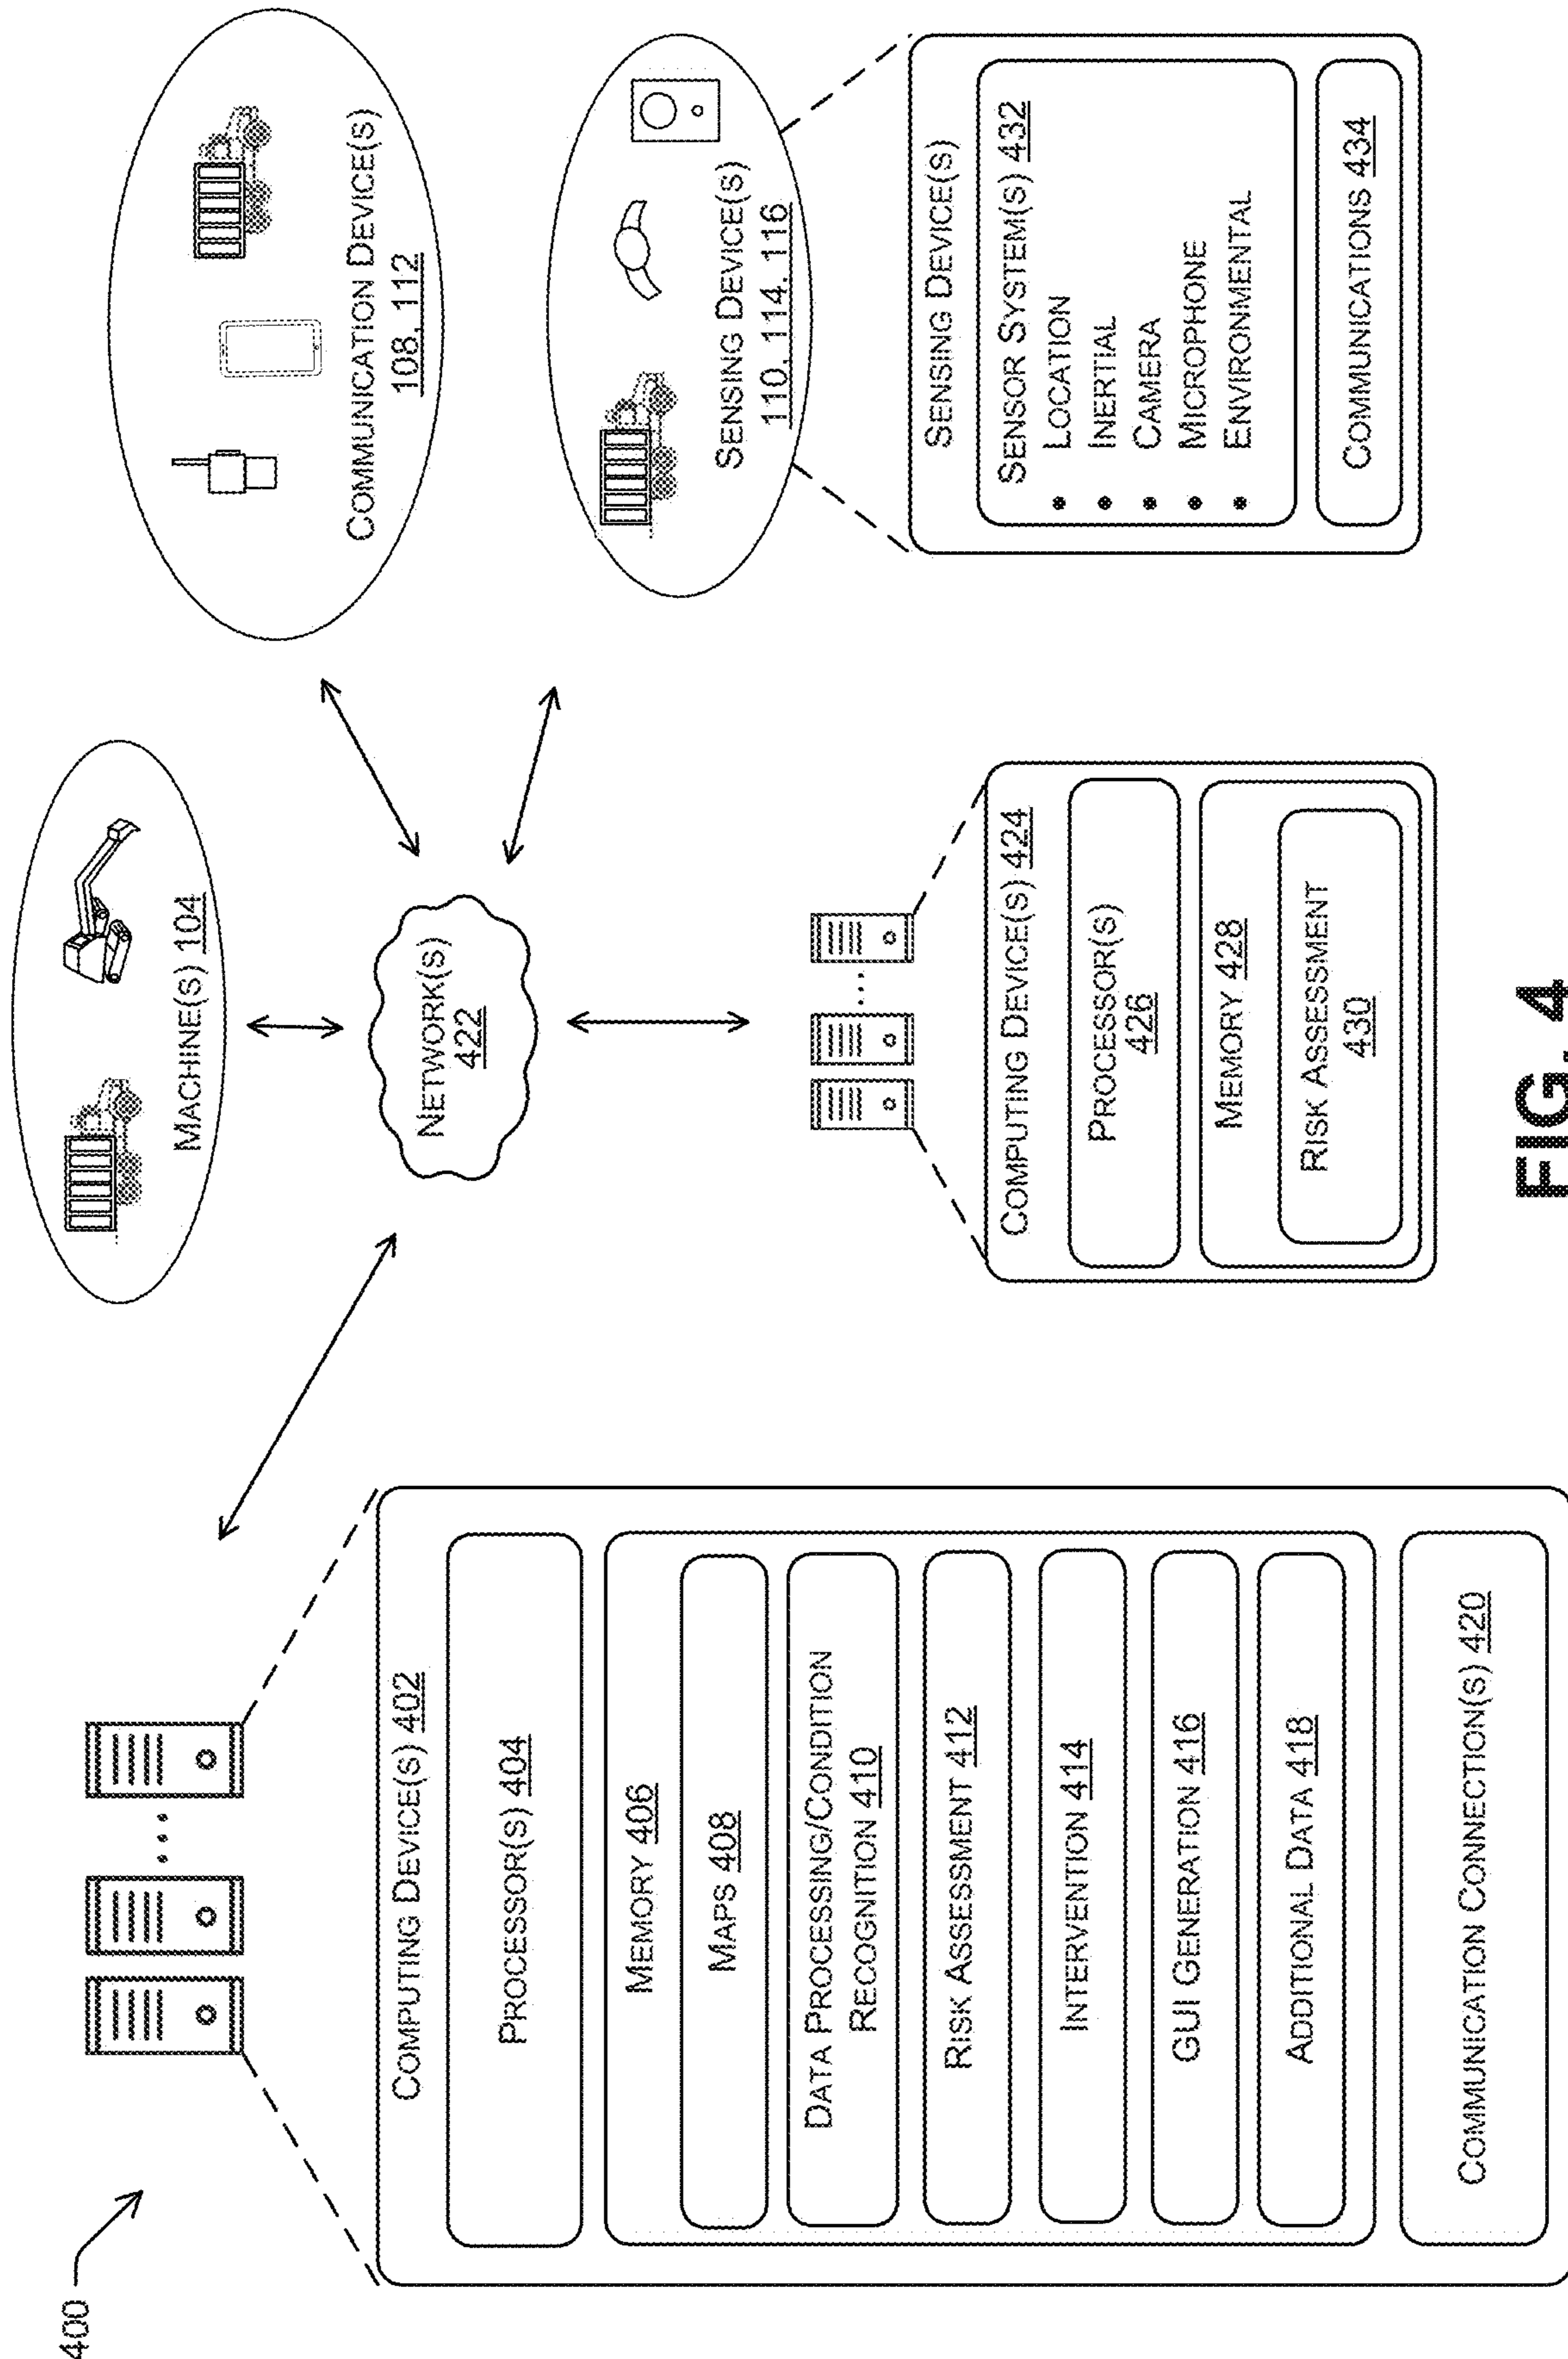 400
COMPUTING DEVICE(S) 402
PROCESSOR(S) 404
MEMORY 406
MAPS 408
DATA PROCESSING/CONDITION
RECOGNITION 410
RISK ASSESSMENT 412
INTERVENTION 414
GUI GENERATION 416
ADDITIONAL DATA 418
COMMUNICATION CONNECTION(S) 420
MACHINE(S) 104
NETWORK(S)
422
COMPUTING DEVICE(S) 424
PROCESSOR(S)
426
MEMORY 428
RISK ASSESSMENT
430
COMMUNICATION DEVICE(S)
108, 112
SENSING DEVICE(S)
110, 114, 116
SENSING DEVICE(S)
SENSOR SYSTEM(S) 432
• LOCATION
• INERTIAL
• CAMERA
• MICROPHONE
• ENVIRONMENTAL
COMMUNICATIONS 434
FIG. 4